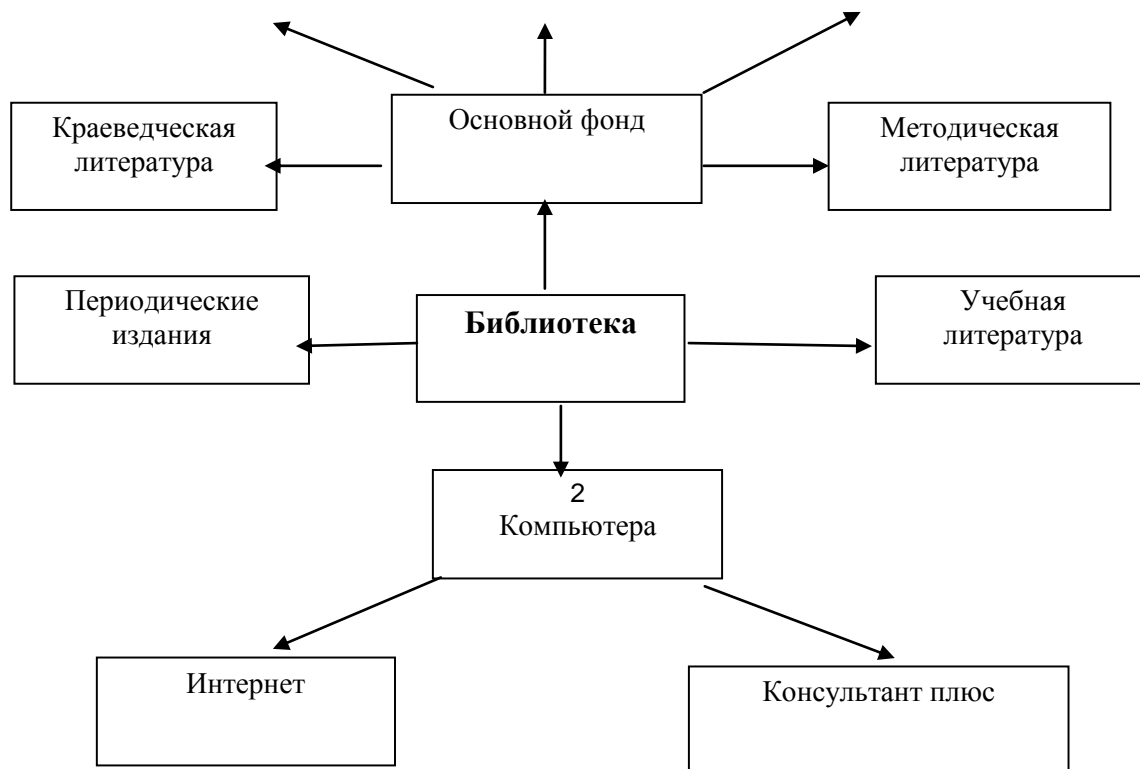 Основной фонд
Краеведческая
литература
Методическая
литература
Периодические
издания
Библиотека
Учебная
литература
2
Компьютера
Интернет
Консультант плюс